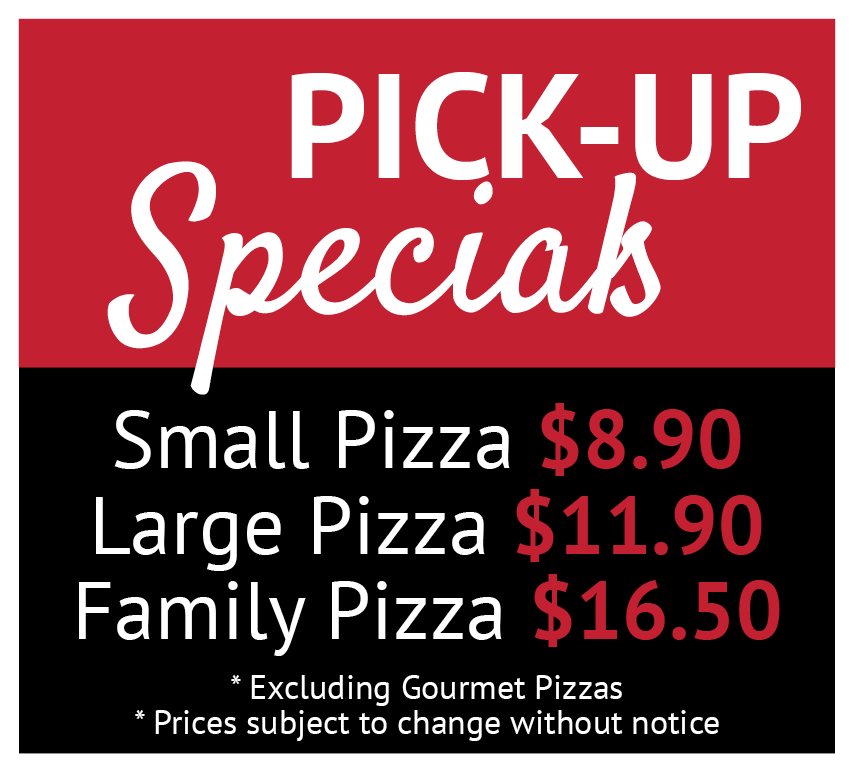 PICK-UP
Specials
Small Pizza $8.90
Large Pizza $11.90
Family Pizza $16.50
* Excluding Gourmet Pizzas
* Prices subject to change without notice